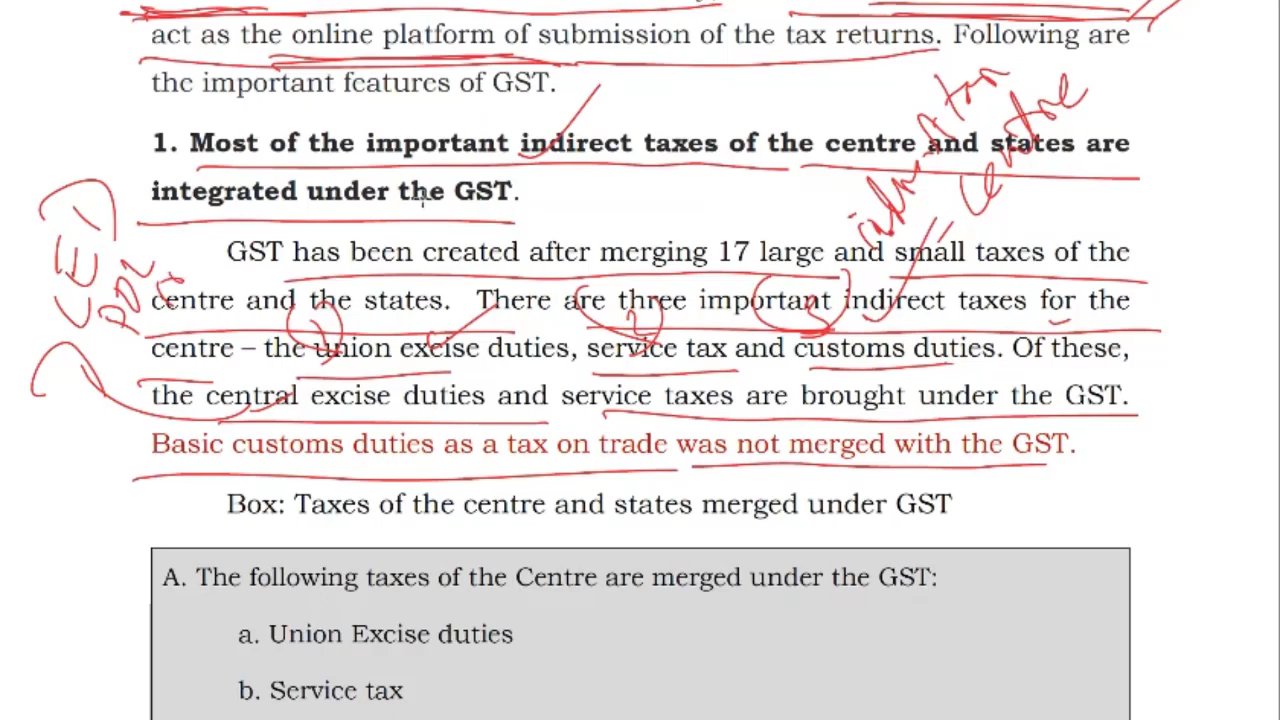 act as the online platform of submission of the tax returns. Following are
the important features of GST.
1. Most of the important indirect taxes of the centre and states are
integrated under the GST.
GST has been created after merging 17 large and small taxes of the
centre and the states. There are three important indirect taxes for the
centre – the union excise duties, service tax and customs duties. Of these,
the central excise duties and service taxes are brought under the GST.
Basic customs duties as a tax on trade was not merged with the GST.
Box: Taxes of the centre and states merged under GST
A. The following taxes of the Centre are merged under the GST:
a. Union Excise duties
b. Service tax
centre
1
2
3